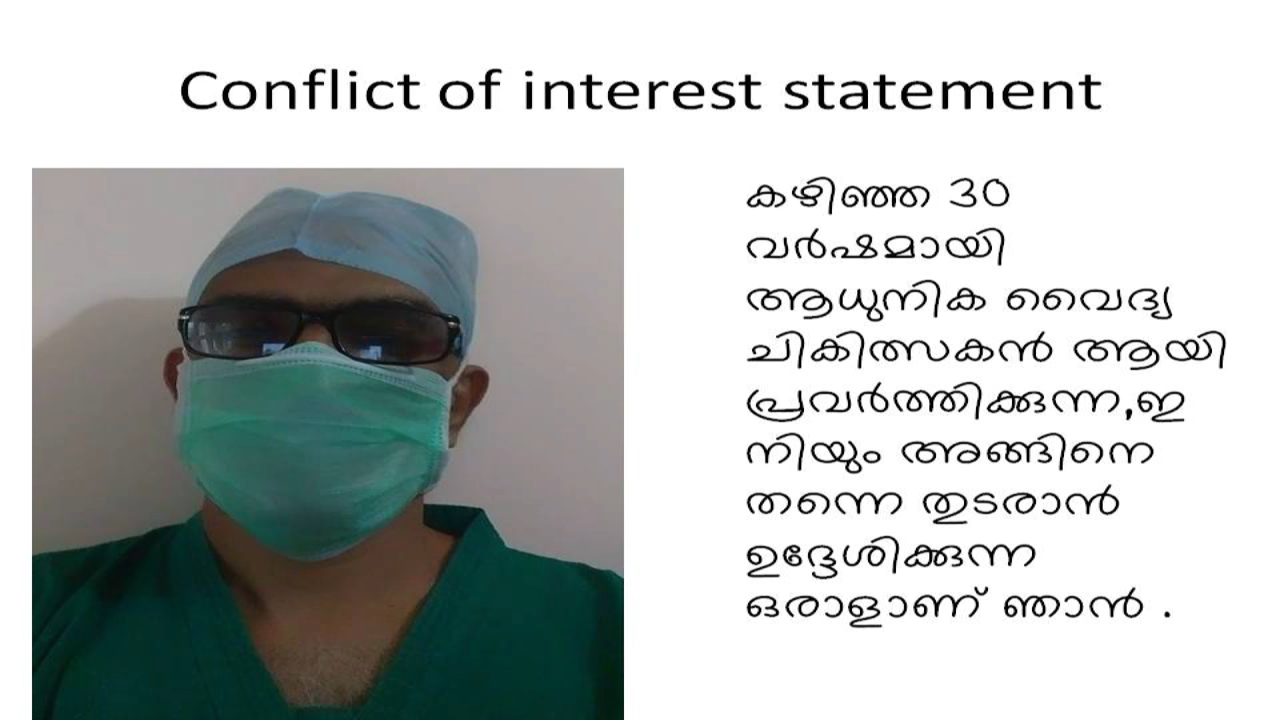 Conflict of interest statement
കഴിഞ്ഞ 30
വർഷമായി
ആധുനിക വൈദ്യ
ചികിത്സകൻ ആയി
പ്രവർത്തിക്കുന്ന,ഇ
നിയും അങ്ങിനെ
തന്നെ തുടരാൻ
ഉദ്ദേശിക്കുന്ന
ഒരാളാണ് ഞാൻ .